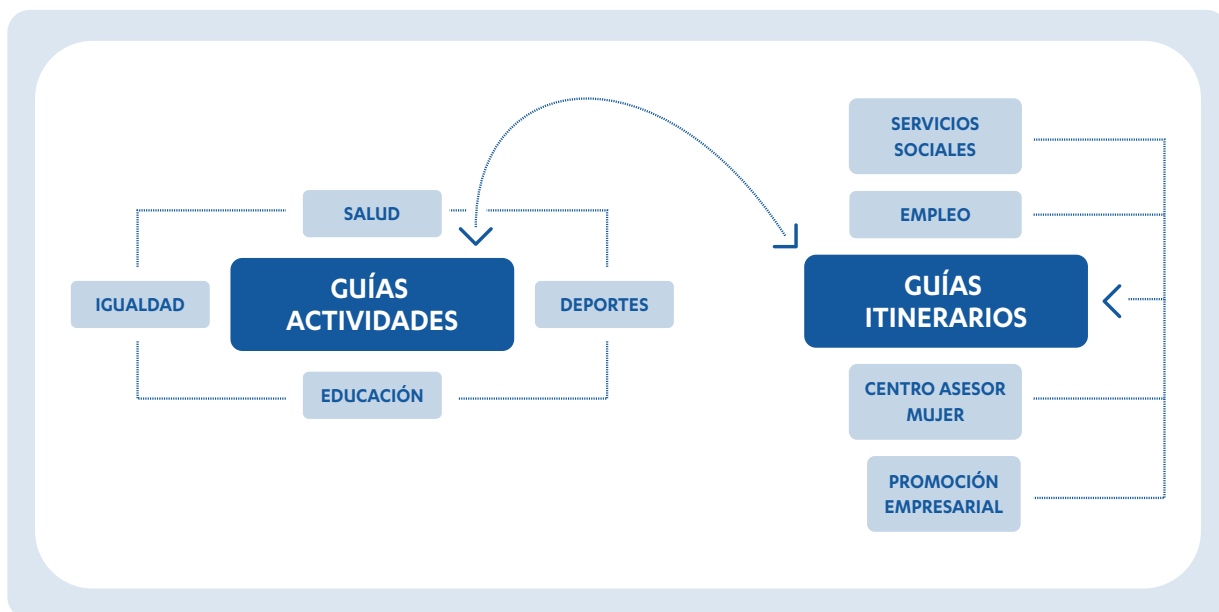 SALUD
IGUALDAD
GUÍAS
ACTIVIDADES
DEPORTES
EDUCACIÓN
SERVICIOS
SOCIALES
EMPLEO
GUÍAS
ITINERARIOS
CENTRO ASESOR
MUJER
PROMOCIÓN
EMPRESARIAL